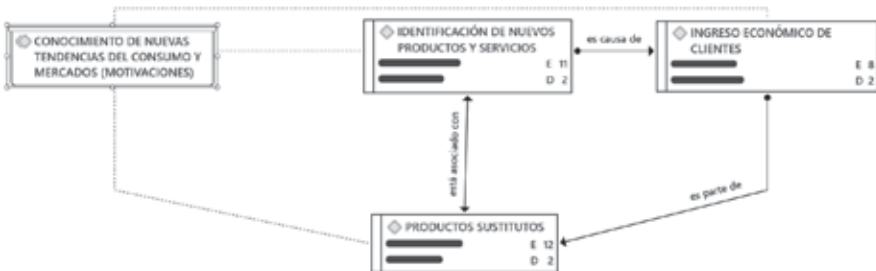 CONOCIMIENTO DE NUEVAS
TENDENCIAS DEL CONSUMO Y
MERCADOS (MOTIVACIONES)
IDENTIFICACIÓN DE NUEVOS
PRODUCTOS Y SERVICIOS
E 11
D 2
es causa de
INGRESO ECONÓMICO DE
CLIENTES
E 8
D 2
está asociado con
es parte de
PRODUCTOS SUSTITUTOS
E 12
D 2